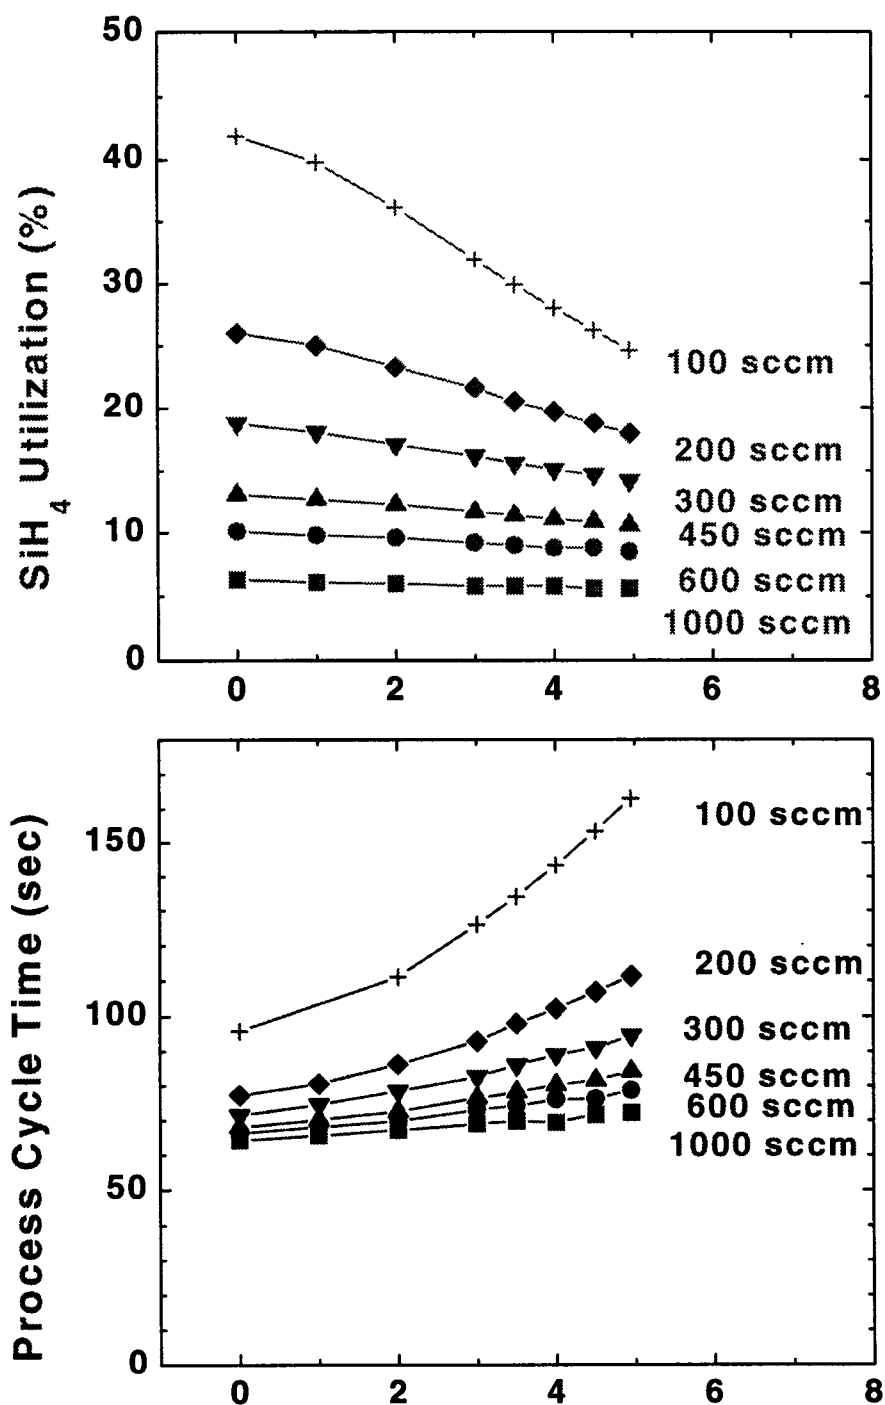 SiH4 Utilization (%)
50
40
30
20
10
0
100 sccm
200 sccm
300 sccm
450 sccm
600 sccm
1000 sccm
0 2 4 6 8
Process Cycle Time (sec)
150
100
50
0
100 sccm
200 sccm
300 sccm
450 sccm
600 sccm
1000 sccm
0 2 4 6 8